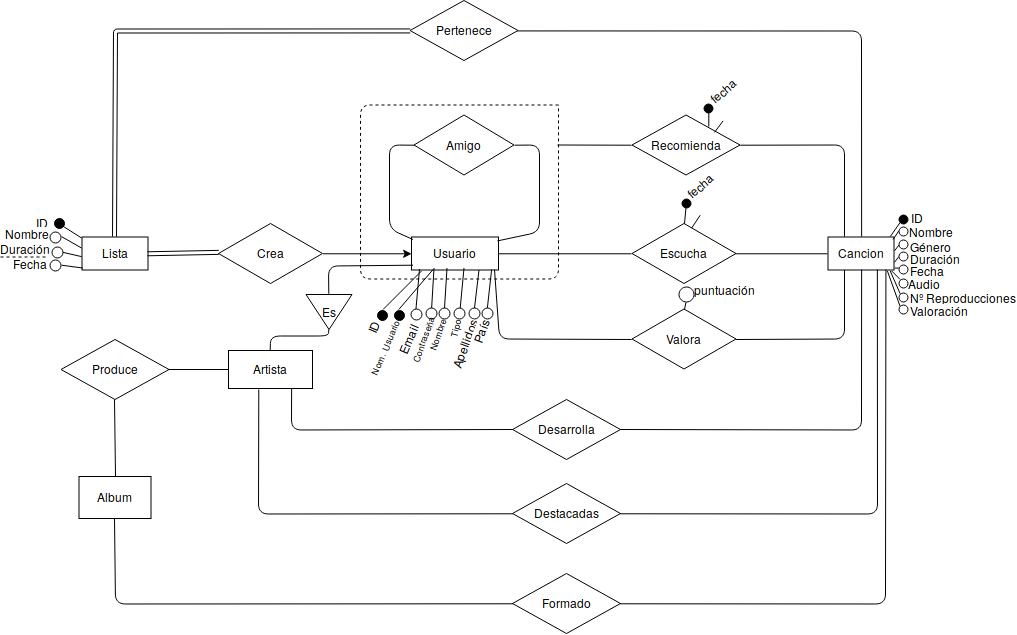 Pertenece
fecha
Amigo
Recomienda
fecha
ID
Nombre
Duración
Fecha
Lista
Crea
Usuario
Escucha
Cancion
ID
Nombre
Género
Duración
Fecha
Audio
Nº Reproducciones
Valoración
puntuación
Es
ID
Nom. Usuario
Email
Contraseña
Nombre
Tipo
Apellidos
País
Valora
Produce
Artista
Desarrolla
Album
Destacadas
Formado